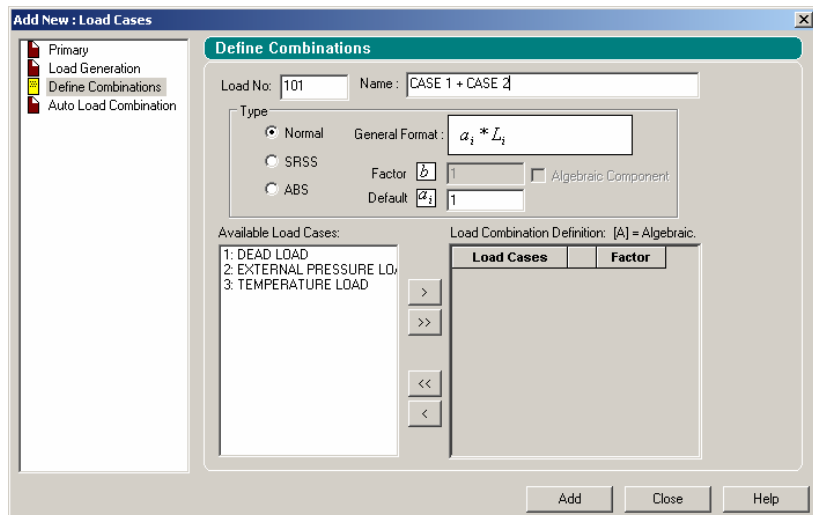 Add New : Load Cases
Primary
Load Generation
Define Combinations
Auto Load Combination
Define Combinations
Load No: 101 Name : CASE 1 + CASE 2
Type
Normal
SRSS
ABS
General Format : a_i * L_i
Factor b 1 Algebraic Component
Default a_i 1
Available Load Cases:
1: DEAD LOAD
2: EXTERNAL PRESSURE LO
3: TEMPERATURE LOAD
>
>>
<<
<
Load Combination Definition: [A] = Algebraic.
Load Cases Factor
Add Close Help